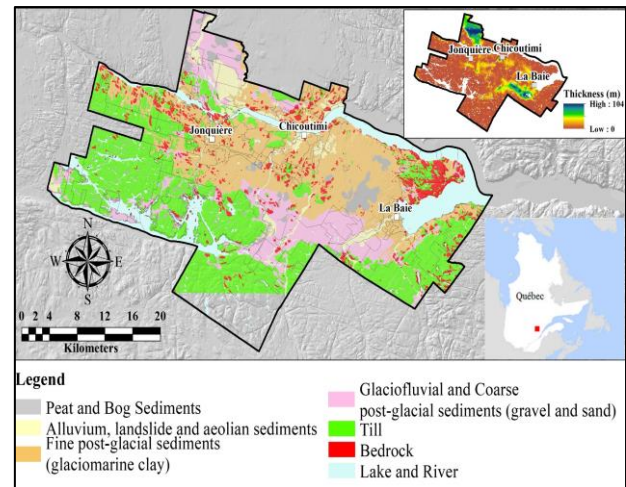 Jonquière Chicoutimi
La Baie
Thickness (m)
High : 104
Low : 0
Chicoutimi
Jonquière
La Baie
N
W E
S
Québec
0 2 4 8 12 16 20
Kilometers
Legend
Peat and Bog Sediments
Alluvium, landslide and aeolian sediments
Fine post-glacial sediments
(glaciomarine clay)
Glaciofluvial and Coarse
post-glacial sediments (gravel and sand)
Till
Bedrock
Lake and River